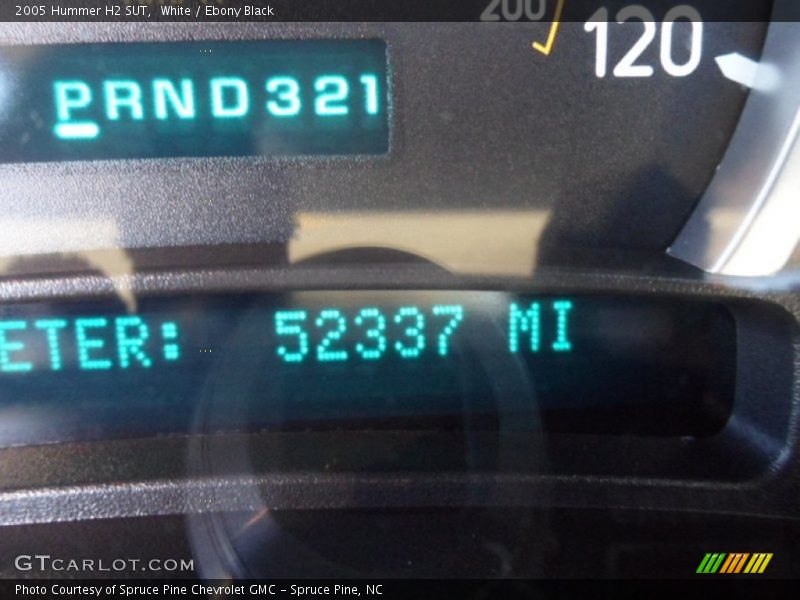 2005 Hummer H2 SUT,  White / Ebony Black
200
120
PRND321
ETER: 52337 MI
GTCARLOT.COM
Photo Courtesy of Spruce Pine Chevrolet GMC – Spruce Pine, NC